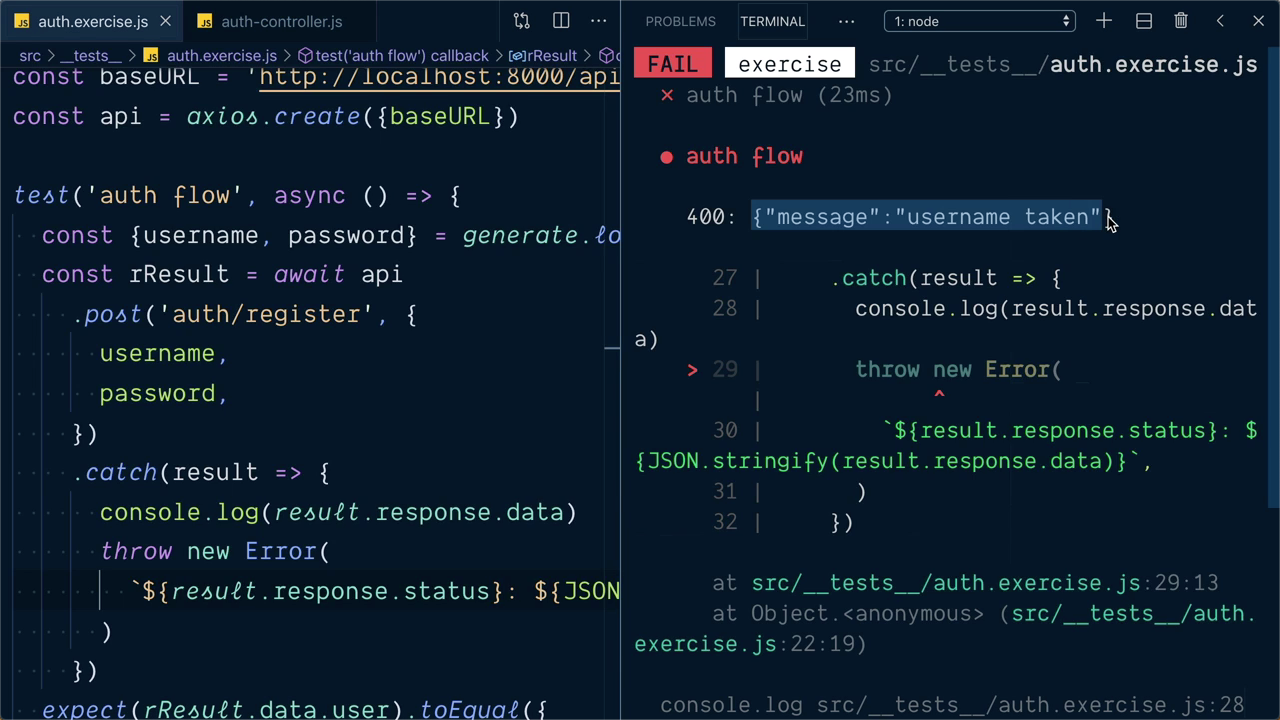 JS auth.exercise.js
JS auth-controller.js
src > __tests__ > JS auth.exercise.js > test('auth flow') callback > rResult
const baseURL = 'http://localhost:8000/api
const api = axios.create({baseURL})
test('auth flow', async () => {
const {username, password} = generate.lo
const rResult = await api
.post('auth/register', {
username,
password,
})
.catch(result => {
console.log(result.response.data)
throw new Error(
`${result.response.status}: ${JSON
)
})
expect(rResult.data.user).toEqual({
PROBLEMS
TERMINAL
1: node
FAIL exercise src/__tests__/auth.exercise.js
× auth flow (23ms)
● auth flow
400: {"message":"username taken"}
27 | .catch(result => {
28 | console.log(result.response.dat
a)
> 29 | throw new Error(
| ^
30 | `${result.response.status}: $
{JSON.stringify(result.response.data)}`,
31 | )
32 | })
at src/__tests__/auth.exercise.js:29:13
at Object.<anonymous> (src/__tests__/auth.
exercise.js:22:19)
console.log src/__tests__/auth.exercise.js:28